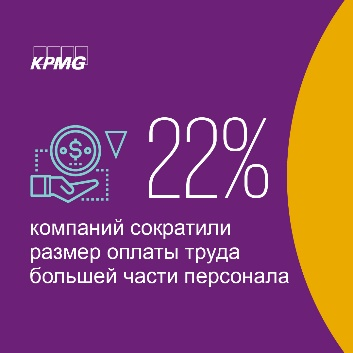 KPMG
22%
компаний сократили
размер оплаты труда
большей части персонала